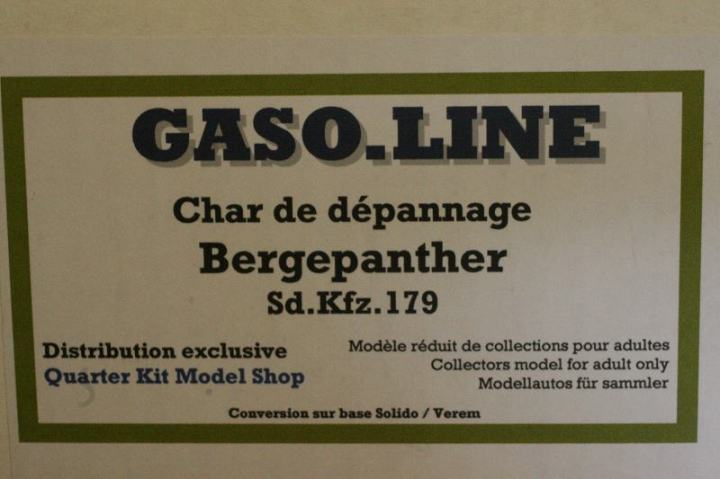 GASO.LINE
Char de dépannage
Bergepanther
Sd.Kfz.179
Distribution exclusive
Quarter Kit Model Shop
Modèle réduit de collections pour adultes
Collectors model for adult only
Modellautos für sammler
Conversion sur base Solido / Verem